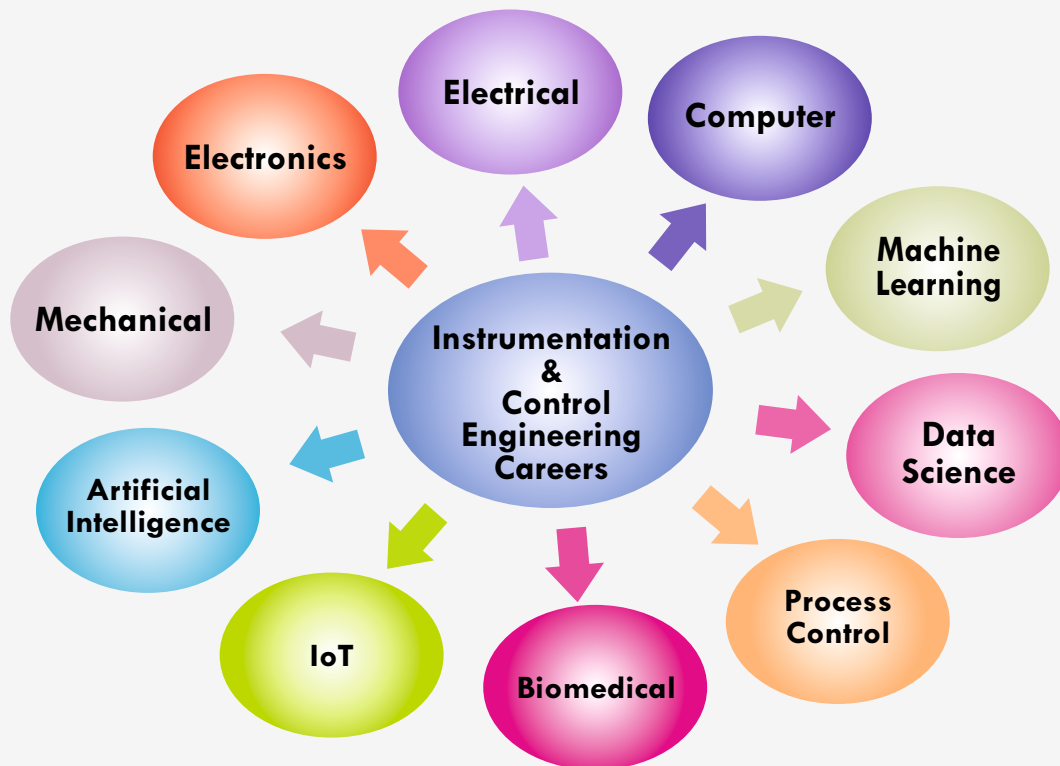 Electrical
Computer
Electronics
Machine
Learning
Mechanical
Instrumentation
&
Control
Engineering
Careers
Data
Science
Artificial
Intelligence
Process
Control
IoT
Biomedical